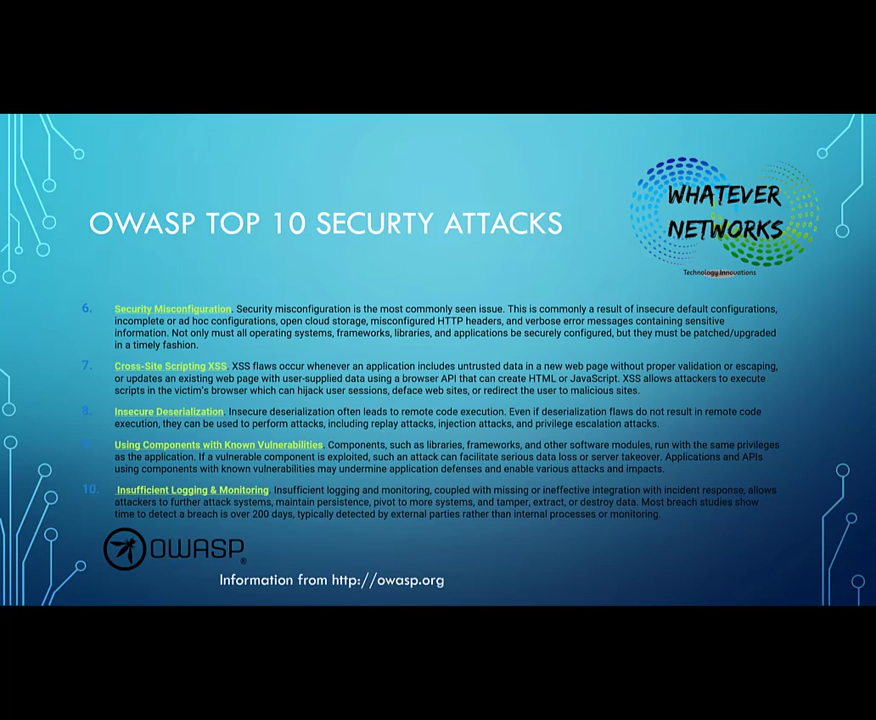 WHATEVER
NETWORKS
Technology Innovations
OWASP TOP 10 SECURTY ATTACKS
6. Security Misconfiguration. Security misconfiguration is the most commonly seen issue. This is commonly a result of insecure default configurations,
incomplete or ad hoc configurations, open cloud storage, misconfigured HTTP headers, and verbose error messages containing sensitive
information. Not only must all operating systems, frameworks, libraries, and applications be securely configured, but they must be patched/upgraded
in a timely fashion.
7. Cross-Site Scripting XSS. XSS flaws occur whenever an application includes untrusted data in a new web page without proper validation or escaping,
or updates an existing web page with user-supplied data using a browser API that can create HTML or JavaScript. XSS allows attackers to execute
scripts in the victim's browser which can hijack user sessions, deface web sites, or redirect the user to malicious sites.
8. Insecure Deserialization. Insecure deserialization often leads to remote code execution. Even if deserialization flaws do not result in remote code
execution, they can be used to perform attacks, including replay attacks, injection attacks, and privilege escalation attacks.
9. Using Components with Known Vulnerabilities. Components, such as libraries, frameworks, and other software modules, run with the same privileges
as the application. If a vulnerable component is exploited, such an attack can facilitate serious data loss or server takeover. Applications and APIs
using components with known vulnerabilities may undermine application defenses and enable various attacks and impacts.
10. Insufficient Logging & Monitoring. Insufficient logging and monitoring, coupled with missing or ineffective integration with incident response, allows
attackers to further attack systems, maintain persistence, pivot to more systems, and tamper, extract, or destroy data. Most breach studies show
time to detect a breach is over 200 days, typically detected by external parties rather than internal processes or monitoring.
OWASP®
Information from http://owasp.org